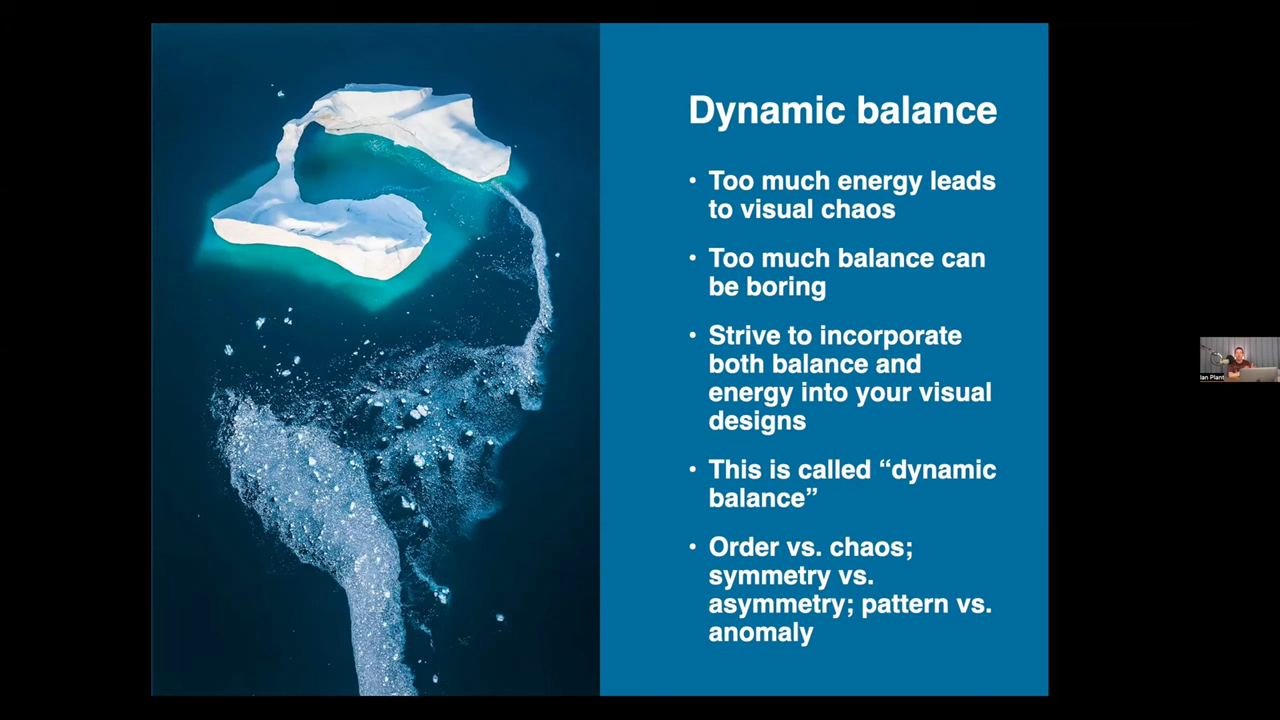 Dynamic balance
• Too much energy leads
to visual chaos
• Too much balance can
be boring
• Strive to incorporate
both balance and
energy into your visual
designs
• This is called “dynamic
balance”
• Order vs. chaos;
symmetry vs.
asymmetry; pattern vs.
anomaly
Ian Plant